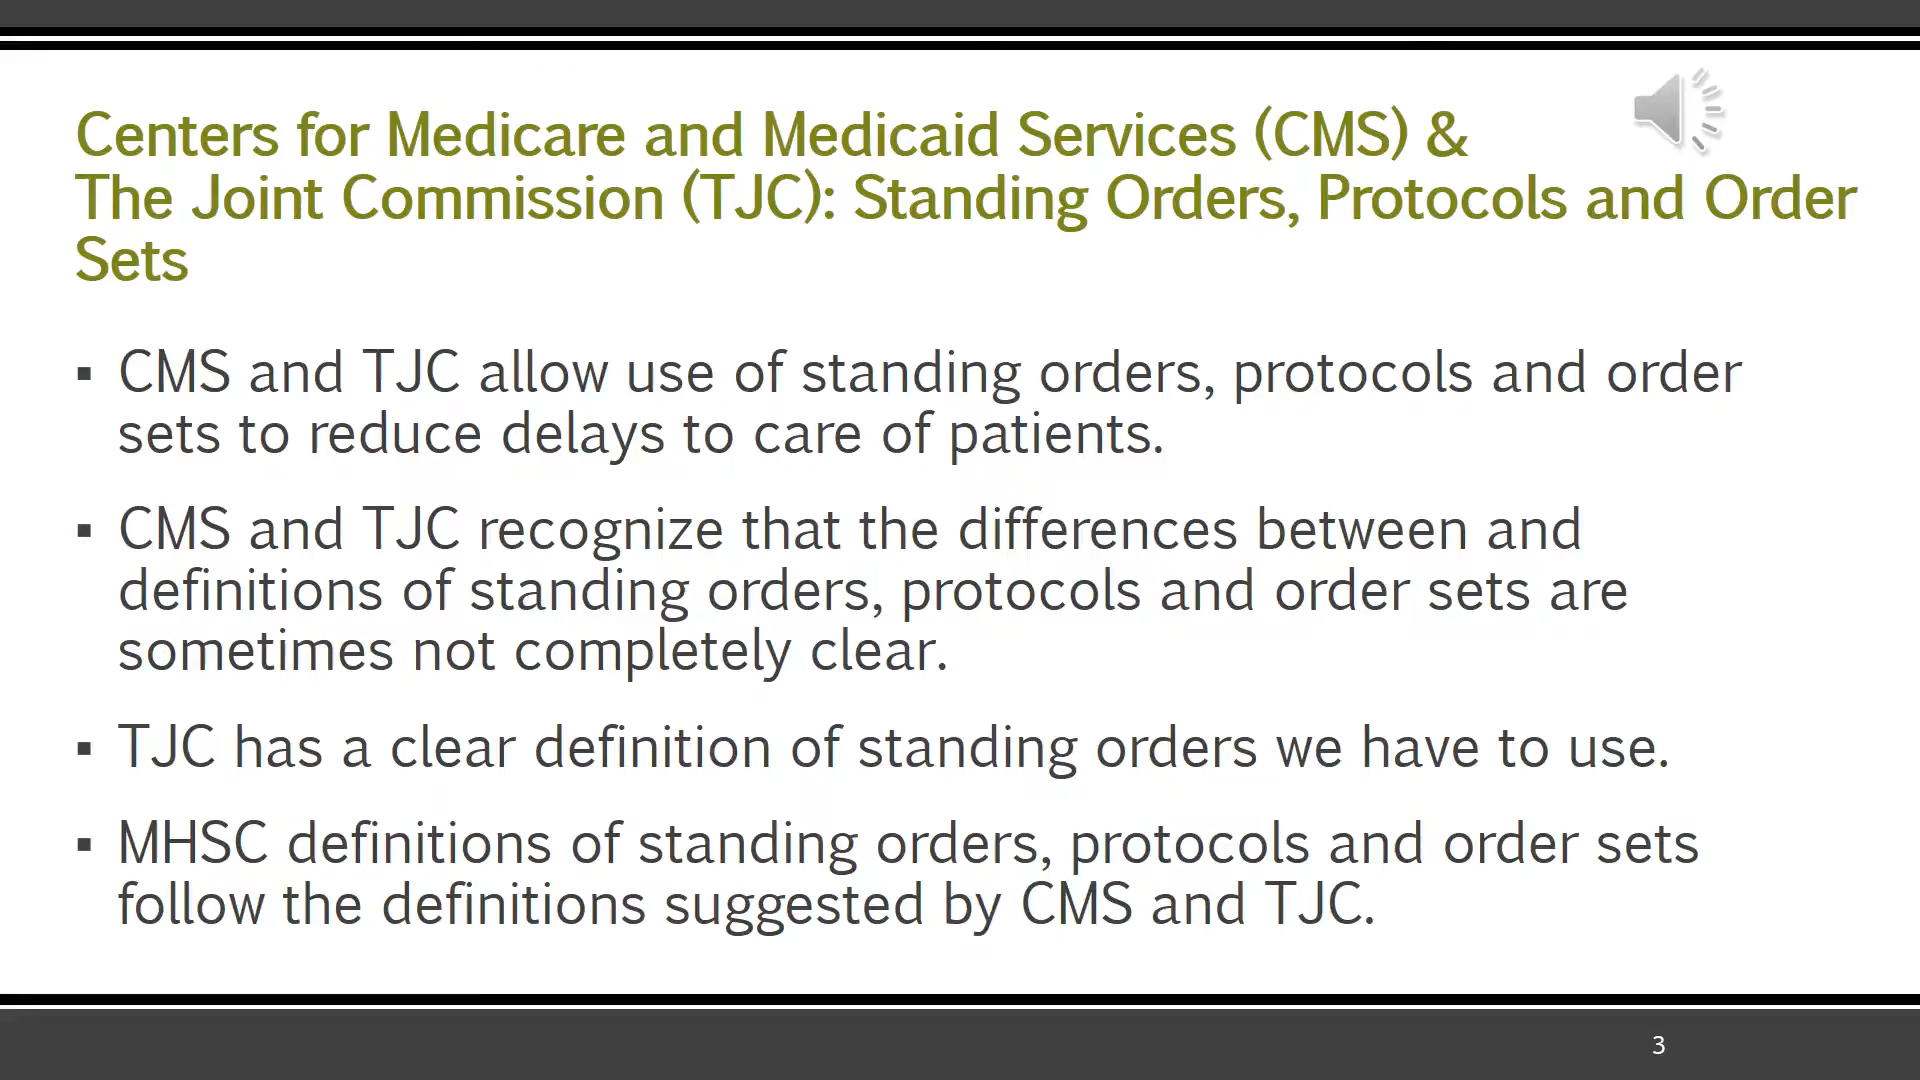 Centers for Medicare and Medicaid Services (CMS) &
The Joint Commission (TJC): Standing Orders, Protocols and Order
Sets
▪ CMS and TJC allow use of standing orders, protocols and order
sets to reduce delays to care of patients.
▪ CMS and TJC recognize that the differences between and
definitions of standing orders, protocols and order sets are
sometimes not completely clear.
▪ TJC has a clear definition of standing orders we have to use.
▪ MHSC definitions of standing orders, protocols and order sets
follow the definitions suggested by CMS and TJC.
3